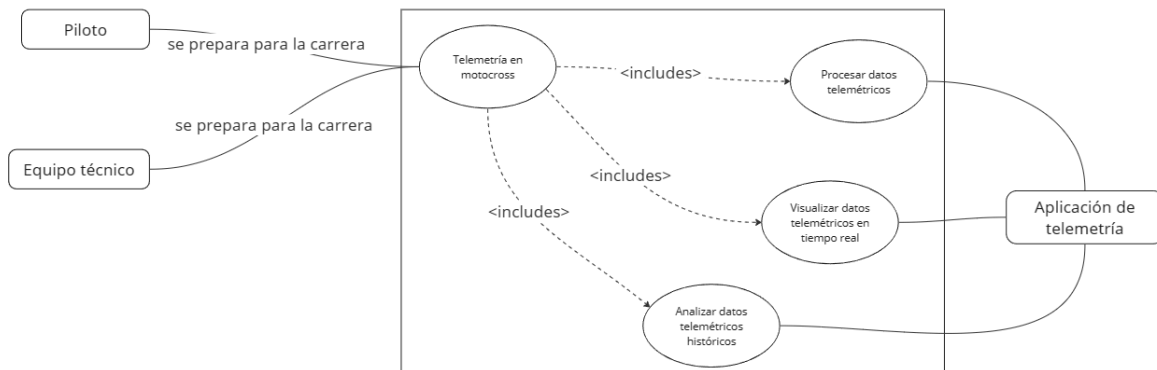 Piloto
se prepara para la carrera
Telemetría en
motocross
<includes>
Procesar datos
telemétricos
se prepara para la carrera
Equipo técnico
<includes>
<includes>
Visualizar datos
telemétricos en
tiempo real
Aplicación de
telemetría
Analizar datos
telemétricos
históricos